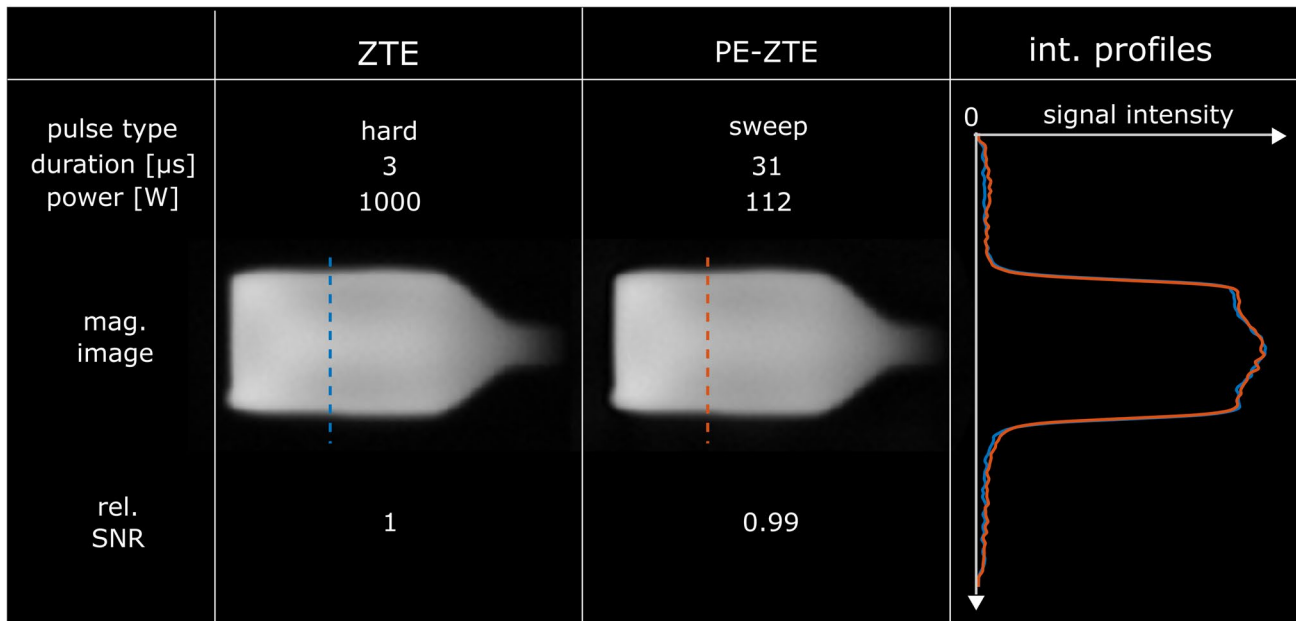 ZTE
PE-ZTE
int. profiles
pulse type
hard
sweep
0
signal intensity
duration [µs]
3
31
power [W]
1000
112
mag.
image
rel.
SNR
1
0.99